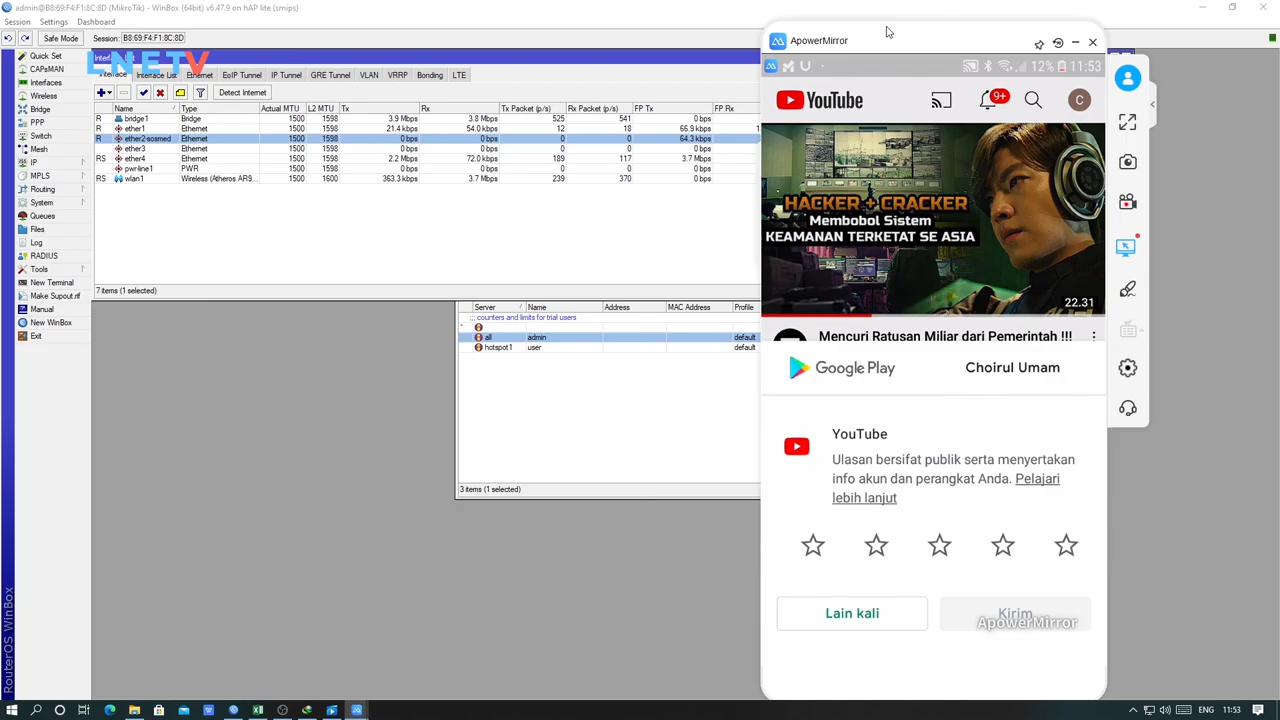 admin@B8:69:F4:F1:8C:8D (MikroTik) - WinBox (64bit) v6.47.9 on hAP lite (smips)
Session Settings Dashboard
Safe Mode Session: B8:69:F4:F1:8C:8D
Quick Set
CAPsMAN
Interfaces
Wireless
Bridge
PPP
Switch
Mesh
IP
MPLS
Routing
System
Queues
Files
Log
RADIUS
Tools
New Terminal
Make Supout.rif
Manual
New WinBox
Exit
RouterOS WinBox
LNETV
Interface Interface List Ethernet EoIP Tunnel IP Tunnel GRE Tunnel VLAN VRRP Bonding LTE
Detect Internet
Name Type Actual MTU L2 MTU Tx Rx Tx Packet (p/s) Rx Packet (p/s) FP Tx FP Rx
R bridge1 Bridge 1500 1598 3.9 Mbps 3.8 Mbps 525 541 0 bps
R ether1 Ethernet 1500 1598 21.4 kbps 54.0 kbps 12 18 66.9 kbps
R ether2-sosmed Ethernet 1500 1598 0 bps 0 bps 0 0 64.3 kbps
ether3 Ethernet 1500 1598 0 bps 0 bps 0 0 0 bps
RS ether4 Ethernet 1500 1598 2.2 Mbps 72.0 kbps 189 117 3.7 Mbps
pwr-line1 PWR 1500 1598 0 bps 0 bps 0 0 0 bps
RS wlan1 Wireless (Atheros AR9... 1500 1600 363.3 kbps 3.7 Mbps 239 370 0 bps
7 items (1 selected)
Server Name Address MAC Address Profile
;;; counters and limits for trial users
all admin default
hotspot1 user default
3 items (1 selected)
ApowerMirror
12% 11:53
YouTube 9+ C
HACKER + CRACKER
Membobol Sistem
KEAMANAN TERKETAT SE ASIA
22.31
Mencuri Ratusan Miliar dari Pemerintah !!!
Google Play Choirul Umam
YouTube
Ulasan bersifat publik serta menyertakan
info akun dan perangkat Anda. Pelajari
lebih lanjut
Lain kali Kirim
ApowerMirror
ENG 11:53